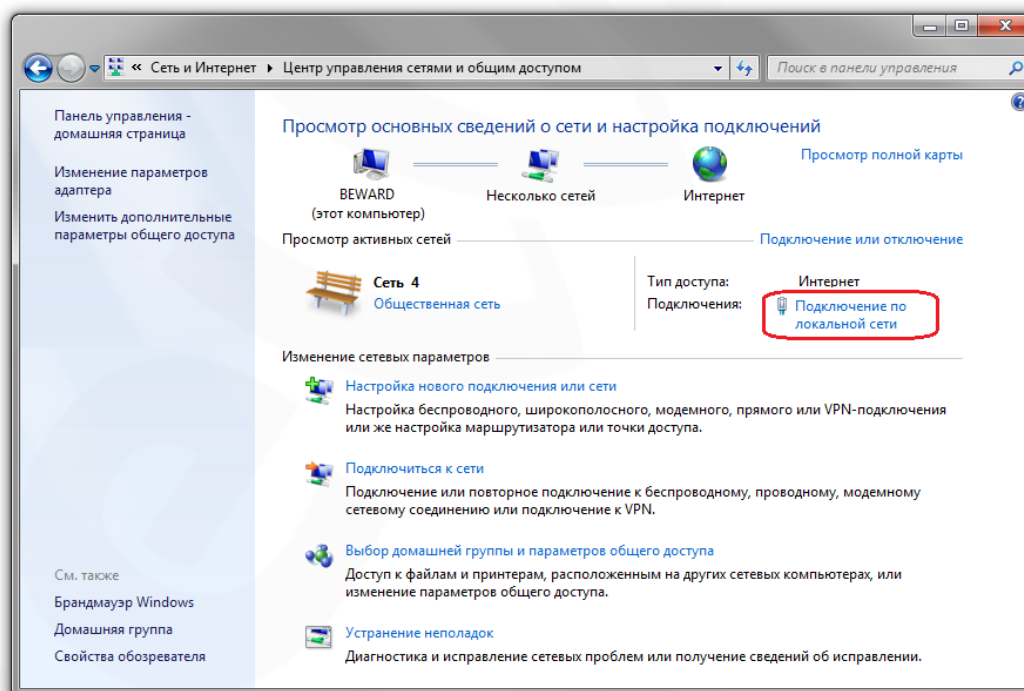 « Сеть и Интернет ▸ Центр управления сетями и общим доступом
Поиск в панели управления
Панель управления -
домашняя страница
Изменение параметров
адаптера
Изменить дополнительные
параметры общего доступа
Просмотр основных сведений о сети и настройка подключений
Просмотр полной карты
BEWARD
(этот компьютер)
Несколько сетей
Интернет
Просмотр активных сетей
Подключение или отключение
Сеть 4
Общественная сеть
Тип доступа: Интернет
Подключения: Подключение по
локальной сети
Изменение сетевых параметров
Настройка нового подключения или сети
Настройка беспроводного, широкополосного, модемного, прямого или VPN-подключения
или же настройка маршрутизатора или точки доступа.
Подключиться к сети
Подключение или повторное подключение к беспроводному, проводному, модемному
сетевому соединению или подключение к VPN.
Выбор домашней группы и параметров общего доступа
Доступ к файлам и принтерам, расположенным на других сетевых компьютерах, или
изменение параметров общего доступа.
Устранение неполадок
Диагностика и исправление сетевых проблем или получение сведений об исправлении.
См. также
Брандмауэр Windows
Домашняя группа
Свойства обозревателя